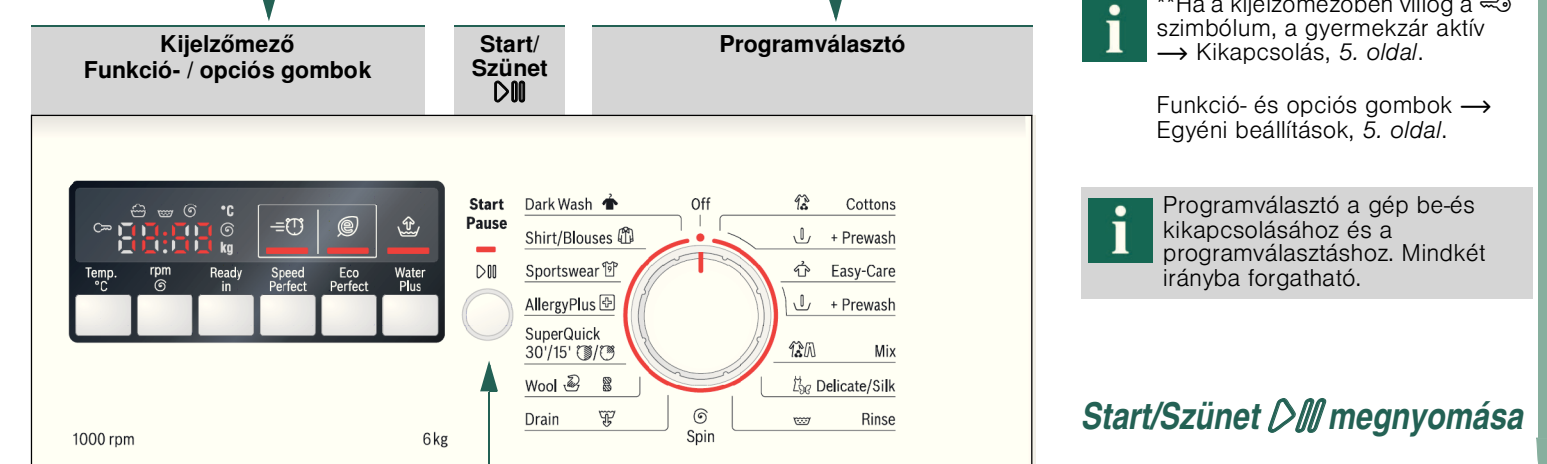 Kijelzőmező
Funkció- / opciós gombok
Start/
Szünet
Programválasztó
°C
kg
Temp.
°C
rpm
Ready
in
Speed
Perfect
Eco
Perfect
Water
Plus
1000 rpm
6 kg
Start
Pause
Dark Wash
Shirt/Blouses
Sportswear
AllergyPlus
SuperQuick
30'/15'
Wool
Drain
Off
Spin
Cottons
+ Prewash
Easy-Care
+ Prewash
Mix
Delicate/Silk
Rinse
**Ha a kijelzőmezőben villog a
szimbólum, a gyermekzár aktív
→ Kikapcsolás, 5. oldal.
Funkció- és opciós gombok →
Egyéni beállítások, 5. oldal.
i
i
Programválasztó a gép be-és
kikapcsolásához és a
programválasztáshoz. Mindkét
irányba forgatható.
Start/Szünet megnyomása